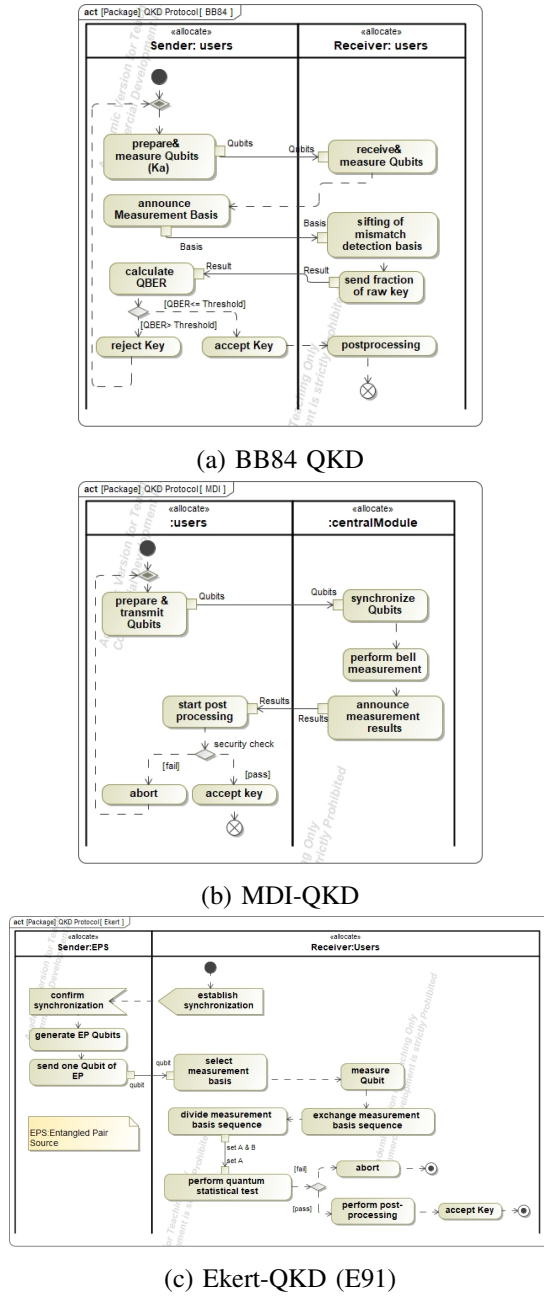 act [Package] QKD Protocol[ BB84 ]
«allocate»
Sender: users
«allocate»
Receiver: users
prepare&
measure Qubits
(Ka)
Qubits
Qubits
receive&
measure Qubits
announce
Measurement Basis
Basis
Basis
sifting of
mismatch
detection basis
calculate
QBER
Result
Result
send fraction
of raw key
[QBER<= Threshold]
[QBER> Threshold]
reject Key
accept Key
postprocessing
(a) BB84 QKD
act [Package] QKD Protocol[ MDI ]
«allocate»
:users
«allocate»
:centralModule
prepare &
transmit
Qubits
Qubits
Qubits
synchronize
Qubits
perform bell
measurement
start post
processing
Results
Results
announce
measurement
results
security check
[fail]
[pass]
abort
accept key
(b) MDI-QKD
act [Package] QKD Protocol[ Ekert ]
«allocate»
Sender:EPS
«allocate»
Receiver:Users
confirm
synchronization
establish
synchronization
generate EP Qubits
send one Qubit of
EP
qubit
qubit
select
measurement
basis
measure
Qubit
divide measurement
basis sequence
exchange measurement
basis sequence
EPS:Entangled Pair
Source
set A & B
set A
perform quantum
statistical test
[fail]
abort
[pass]
perform post-
processing
accept Key
(c) Ekert-QKD (E91)